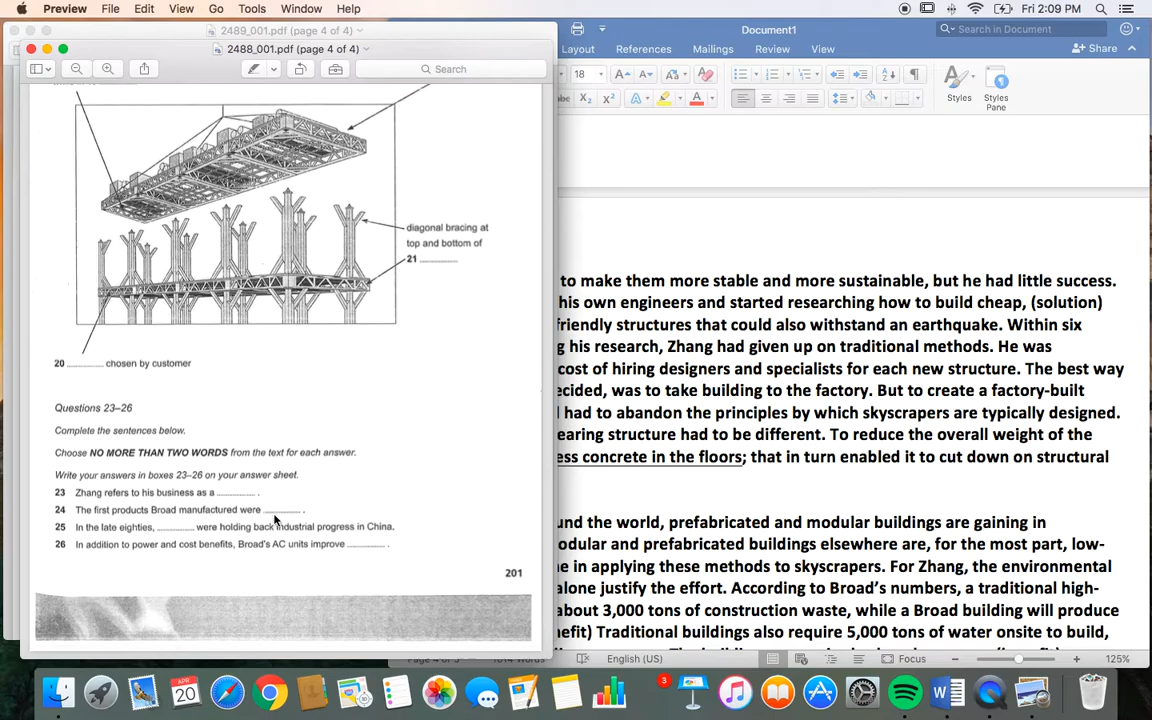 Preview File Edit View Go Tools Window Help
Fri 2:09 PM
2489_001.pdf (page 4 of 4)
2488_001.pdf (page 4 of 4)
Search
Document1
Search in Document
Layout References Mailings Review View
Share
18
abc X2 X2
Styles
Styles Pane
diagonal bracing at
top and bottom of
21
20 chosen by customer
Questions 23–26
Complete the sentences below.
Choose NO MORE THAN TWO WORDS from the text for each answer.
Write your answers in boxes 23–26 on your answer sheet.
23 Zhang refers to his business as a .
24 The first products Broad manufactured were .
25 In the late eighties, were holding back industrial progress in China.
26 In addition to power and cost benefits, Broad's AC units improve .
201
to make them more stable and more sustainable, but he had little success.
his own engineers and started researching how to build cheap, (solution)
friendly structures that could also withstand an earthquake. Within six
g his research, Zhang had given up on traditional methods. He was
cost of hiring designers and specialists for each new structure. The best way
ecided, was to take building to the factory. But to create a factory-built
l had to abandon the principles by which skyscrapers are typically designed.
earing structure had to be different. To reduce the overall weight of the
ess concrete in the floors; that in turn enabled it to cut down on structural
und the world, prefabricated and modular buildings are gaining in
odular and prefabricated buildings elsewhere are, for the most part, low-
e in applying these methods to skyscrapers. For Zhang, the environmental
alone justify the effort. According to Broad's numbers, a traditional high-
about 3,000 tons of construction waste, while a Broad building will produce
nefit) Traditional buildings also require 5,000 tons of water onsite to build,
English (US)
Focus
125%
APR
20
3